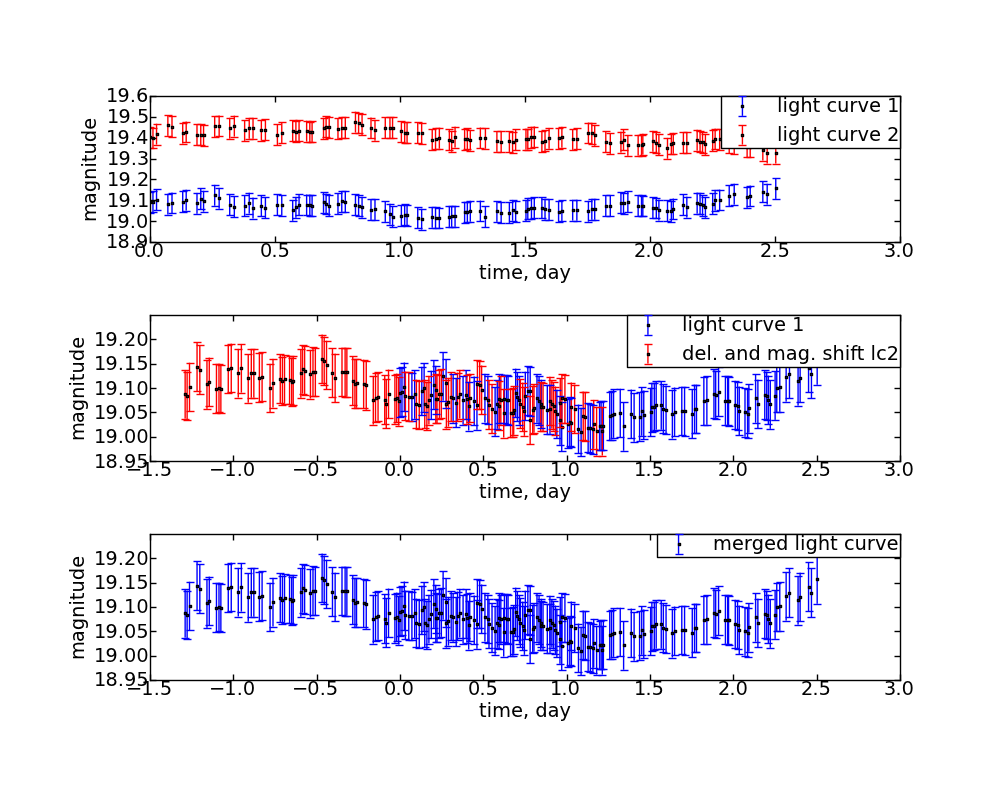 19.6
19.5
19.4
19.3
19.2
19.1
19.0
18.9
magnitude
light curve 1
light curve 2
0.0 0.5 1.0 1.5 2.0 2.5 3.0
time, day
19.20
19.15
19.10
19.05
19.00
18.95
magnitude
light curve 1
del. and mag. shift lc2
−1.5 −1.0 −0.5 0.0 0.5 1.0 1.5 2.0 2.5 3.0
time, day
19.20
19.15
19.10
19.05
19.00
18.95
magnitude
merged light curve
−1.5 −1.0 −0.5 0.0 0.5 1.0 1.5 2.0 2.5 3.0
time, day